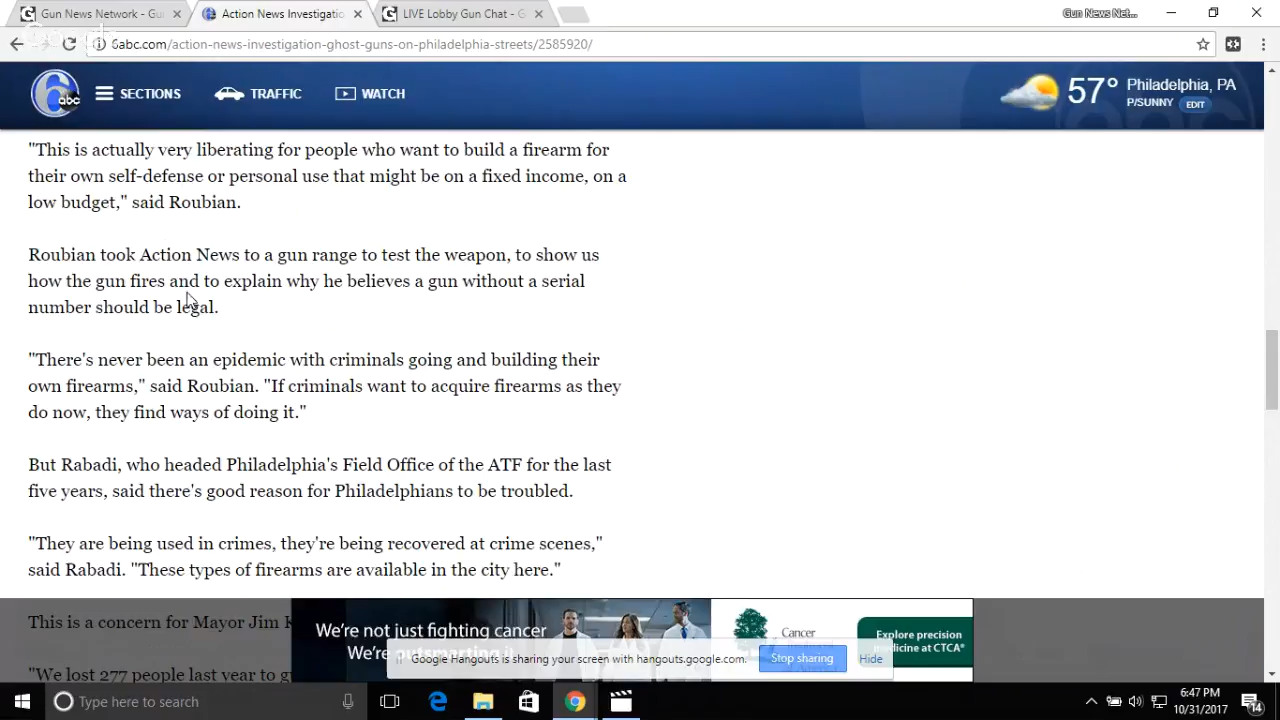 Gun News Network - Gu
Action News Investigatio
LIVE Lobby Gun Chat - G
Gun News Net...
6abc.com/action-news-investigation-ghost-guns-on-philadelphia-streets/2585920/
6
abc
SECTIONS
TRAFFIC
WATCH
57°
Philadelphia, PA
P/SUNNY
EDIT
"This is actually very liberating for people who want to build a firearm for
their own self-defense or personal use that might be on a fixed income, on a
low budget," said Roubian.
Roubian took Action News to a gun range to test the weapon, to show us
how the gun fires and to explain why he believes a gun without a serial
number should be legal.
"There's never been an epidemic with criminals going and building their
own firearms," said Roubian. "If criminals want to acquire firearms as they
do now, they find ways of doing it."
But Rabadi, who headed Philadelphia's Field Office of the ATF for the last
five years, said there's good reason for Philadelphians to be troubled.
"They are being used in crimes, they're being recovered at crime scenes,"
said Rabadi. "These types of firearms are available in the city here."
This is a concern for Mayor Jim
"We lost 277 people last year to
We're not just fighting cancer
We're outsmarting it.
Cancer
Explore precision
medicine at CTCA®
Google Hangouts is sharing your screen with hangouts.google.com.
Stop sharing
Hide
Type here to search
6:47 PM
10/31/2017
14